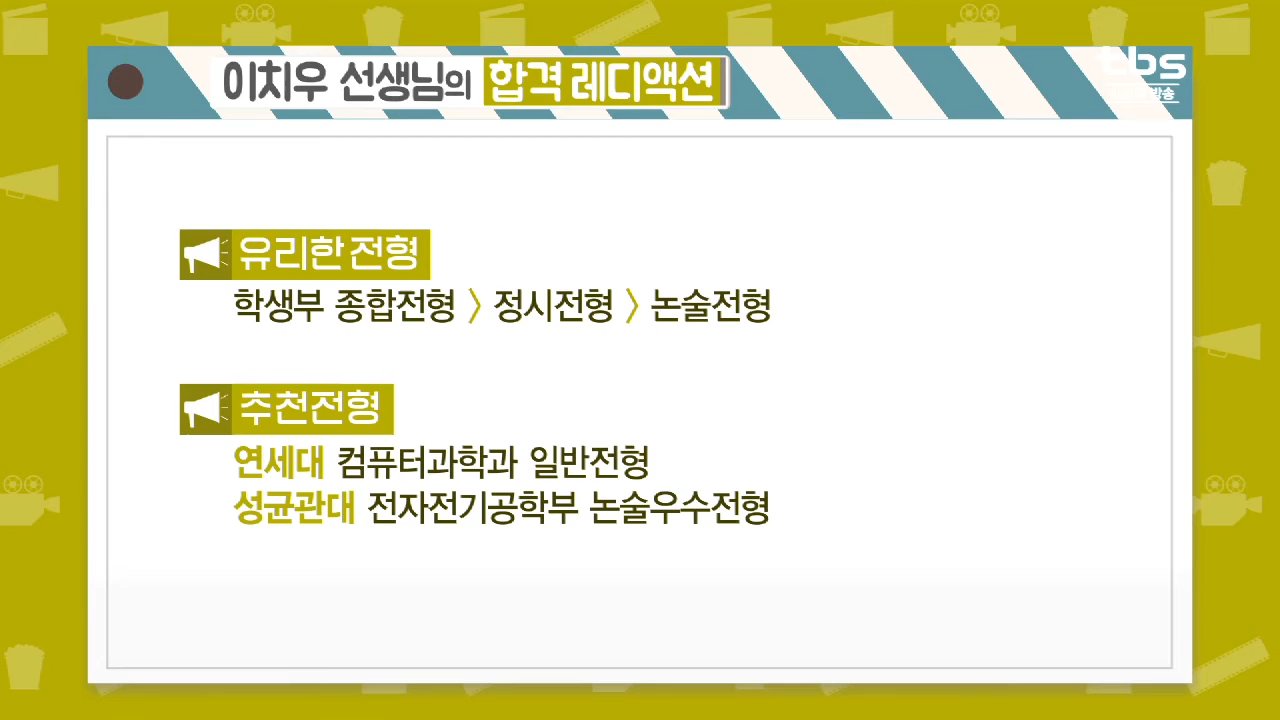 이치우 선생님의 합격 레디액션
tbs
유리한 전형
학생부 종합전형 > 정시전형 > 논술전형
추천전형
연세대 컴퓨터과학과 일반전형
성균관대 전자전기공학부 논술우수전형